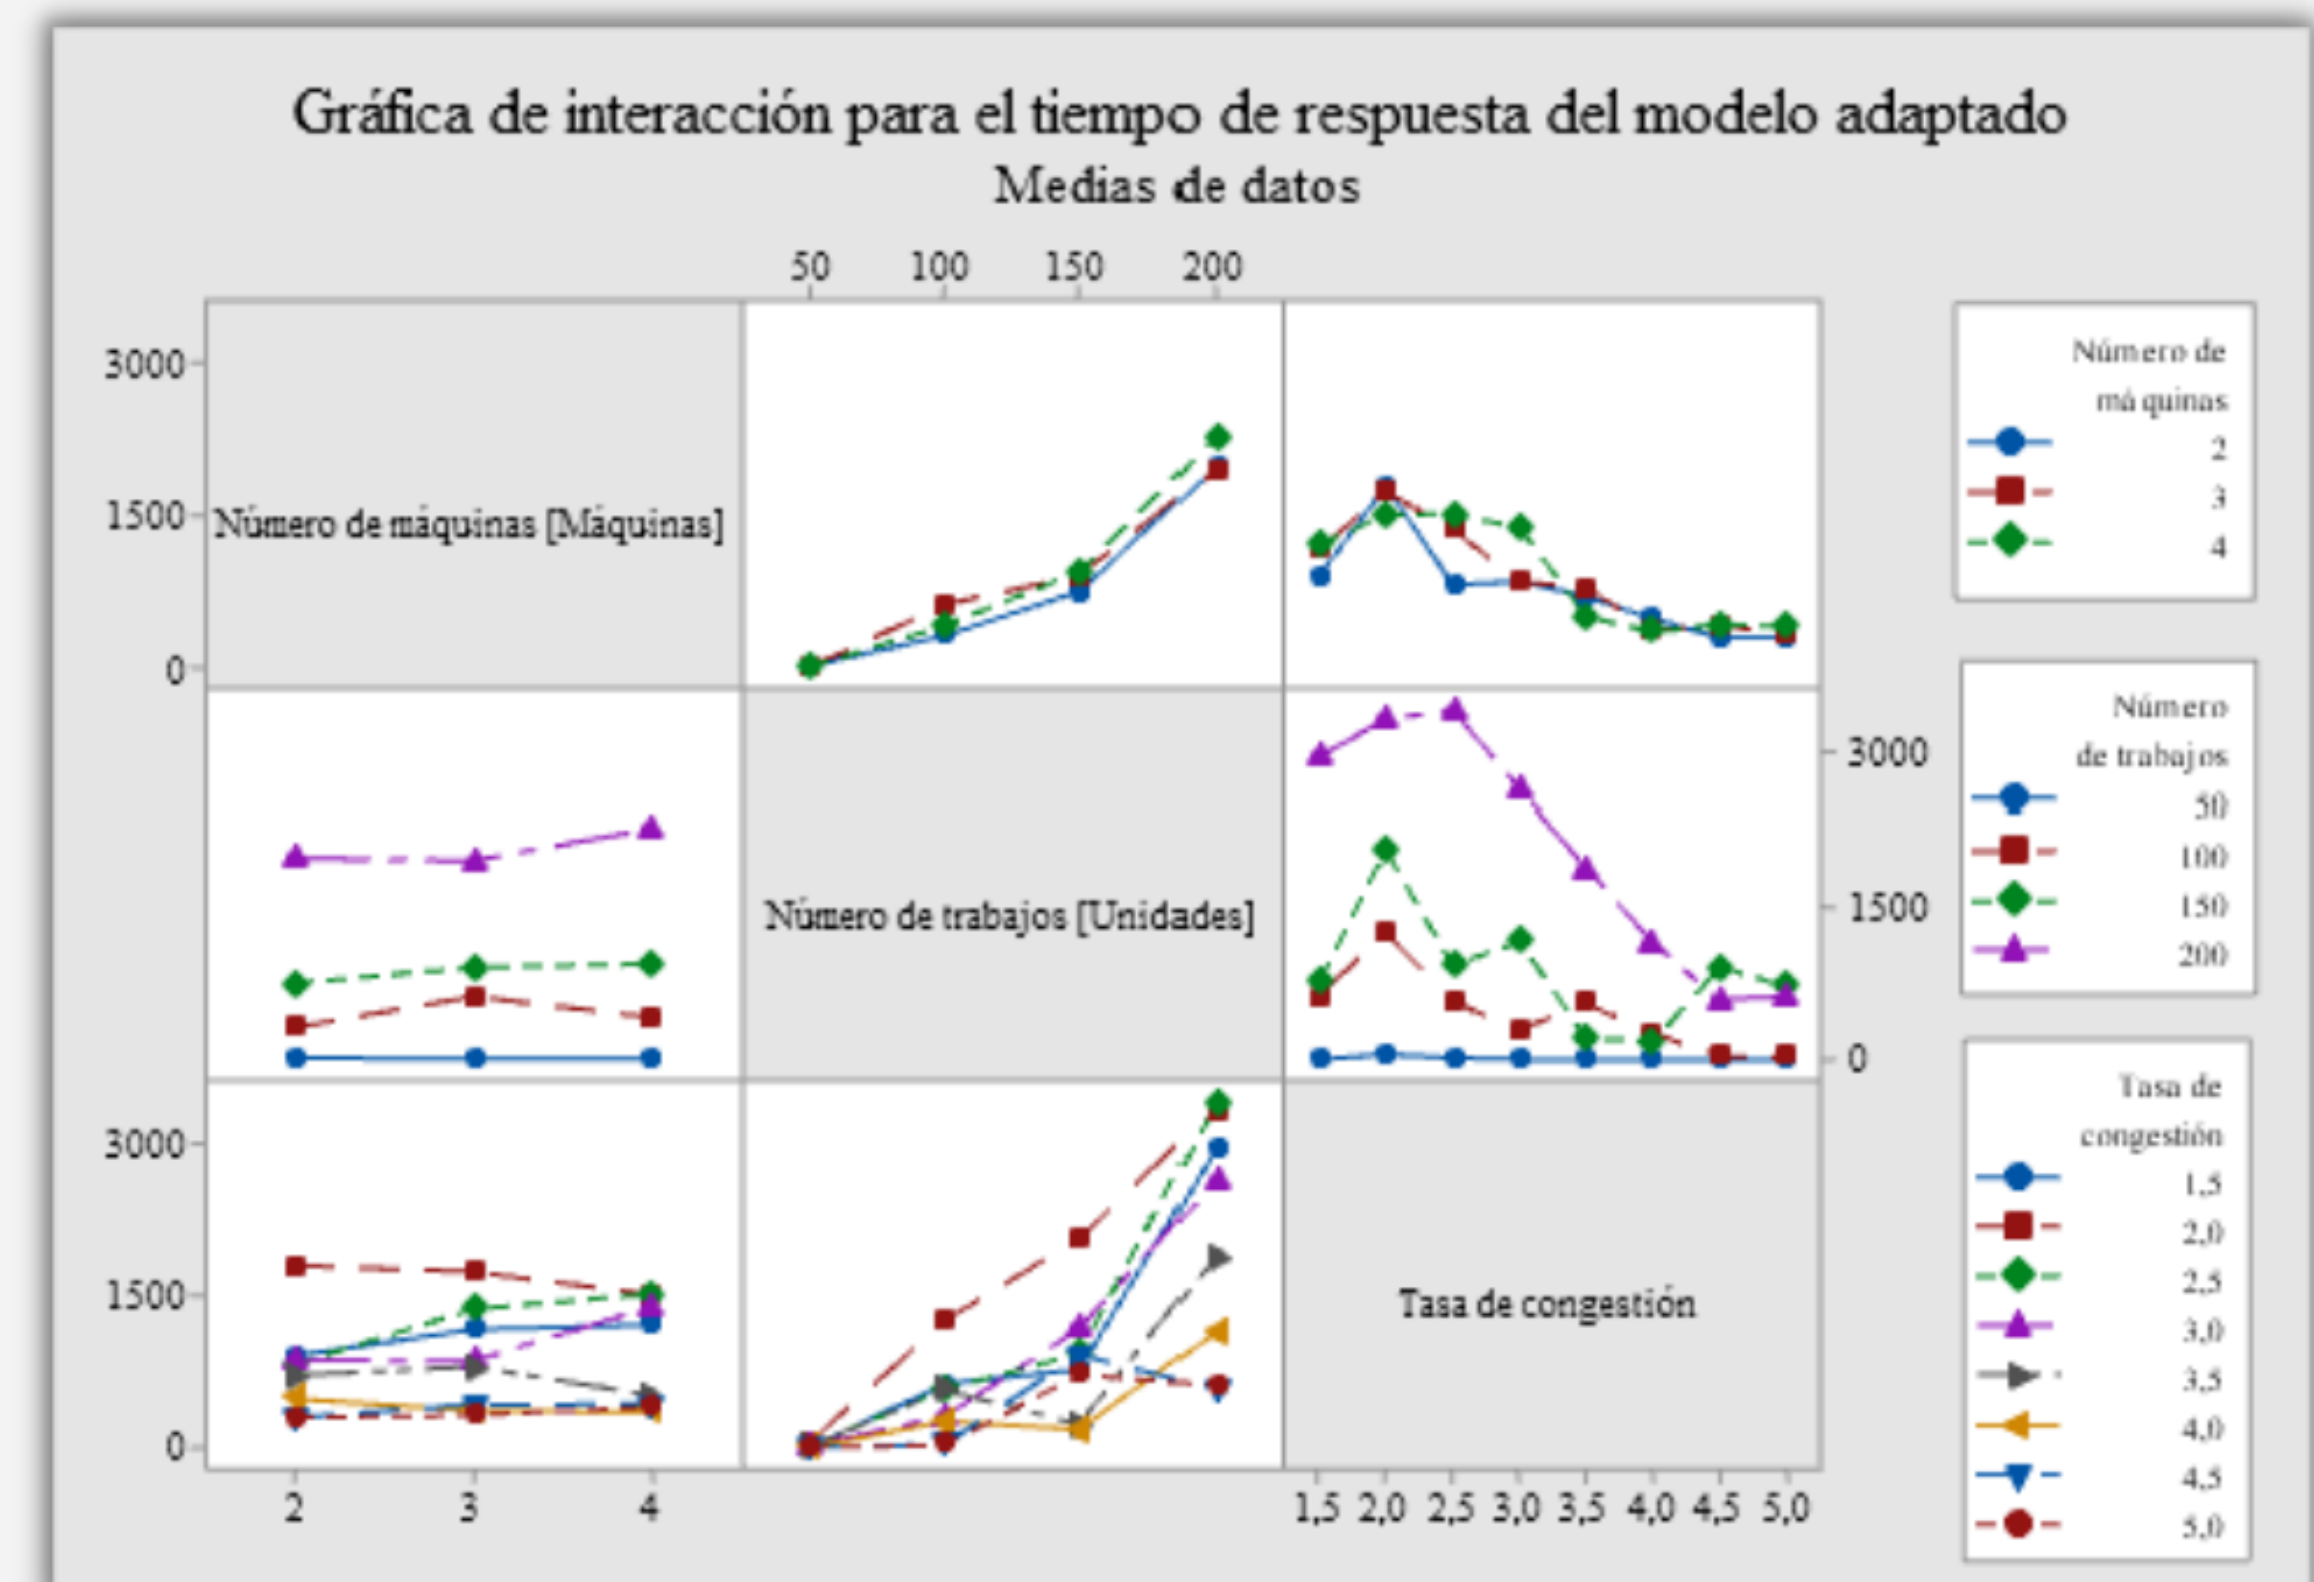 Gráfica de interacción para el tiempo de respuesta del modelo adaptado
Medias de datos
50 100 150 200
3000
1500
0
Número de máquinas [Máquinas]
Número de trabajos [Unidades]
3000
1500
0
3000
1500
0
Tasa de congestión
2 3 4
1,5 2,0 2,5 3,0 3,5 4,0 4,5 5,0
Número de
máquinas
2
3
4
Número
de trabajos
50
100
150
200
Tasa de
congestión
1,5
2,0
2,5
3,0
3,5
4,0
4,5
5,0